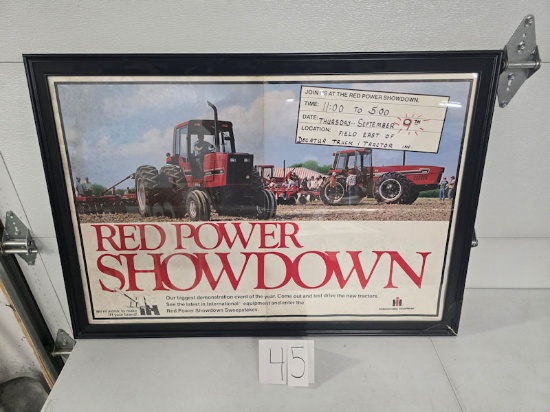 JOIN US AT THE RED POWER SHOWDOWN.
TIME: 11:00 TO 5:00
DATE: THURSDAY - SEPTEMBER 9TH
LOCATION: FIELD EAST OF
DECATUR TRUCK & TRACTOR INC.
RED POWER
SHOWDOWN
Our biggest demonstration event of the year. Come out and test drive the new tractors.
See the latest in International equipment and enter the
Red Power Showdown Sweepstakes.
45